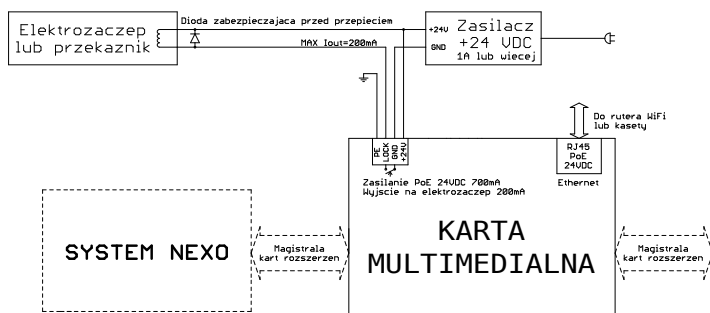 Dioda zabezpieczajaca przed przepieciem
Elektrozaczep
lub przekaznik
MAX Iout=200mA
+24V
GND
Zasilacz
+24 VDC
1A lub wiecej
Do rutera WiFi
lub kasety
PE
LOCK
GND
+24V
RJ45
PoE
24VDC
Ethernet
Zasilanie PoE 24VDC 700mA
Wyjscie na elektrozaczep 200mA
SYSTEM NEXO
Magistrala
kart rozszerzen
KARTA
MULTIMEDIALNA
Magistrala
kart rozszerzen